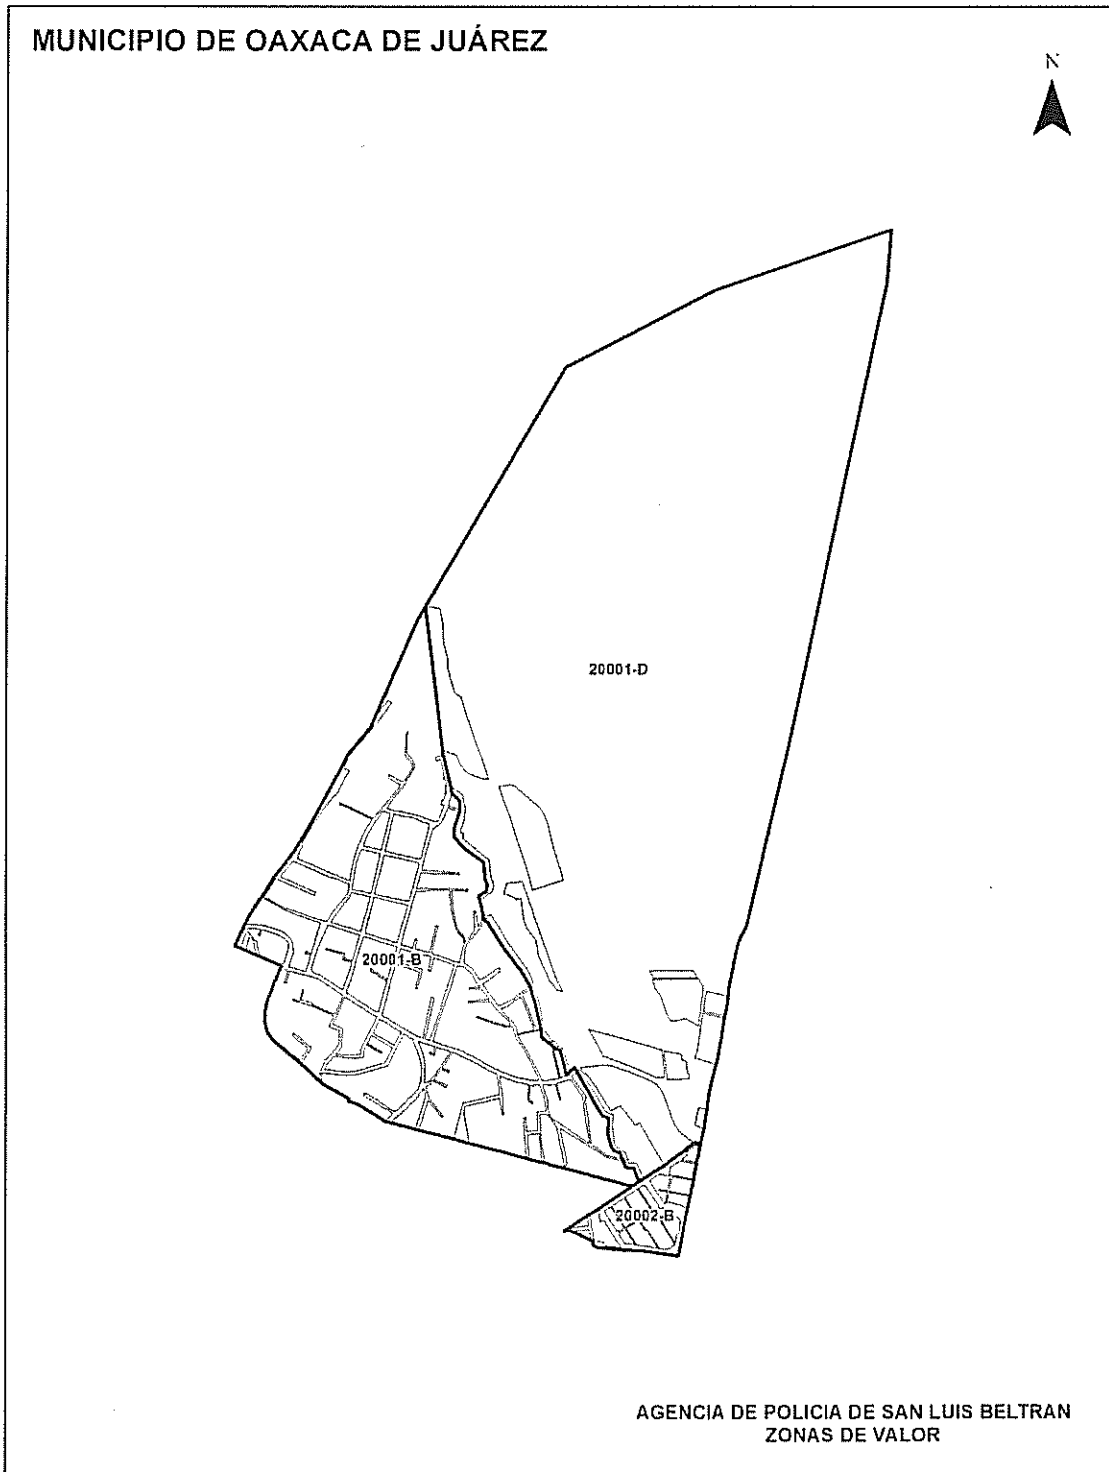 MUNICIPIO DE OAXACA DE JUÁREZ
N
20001-D
20001-B
20002-B
AGENCIA DE POLICIA DE SAN LUIS BELTRAN
ZONAS DE VALOR